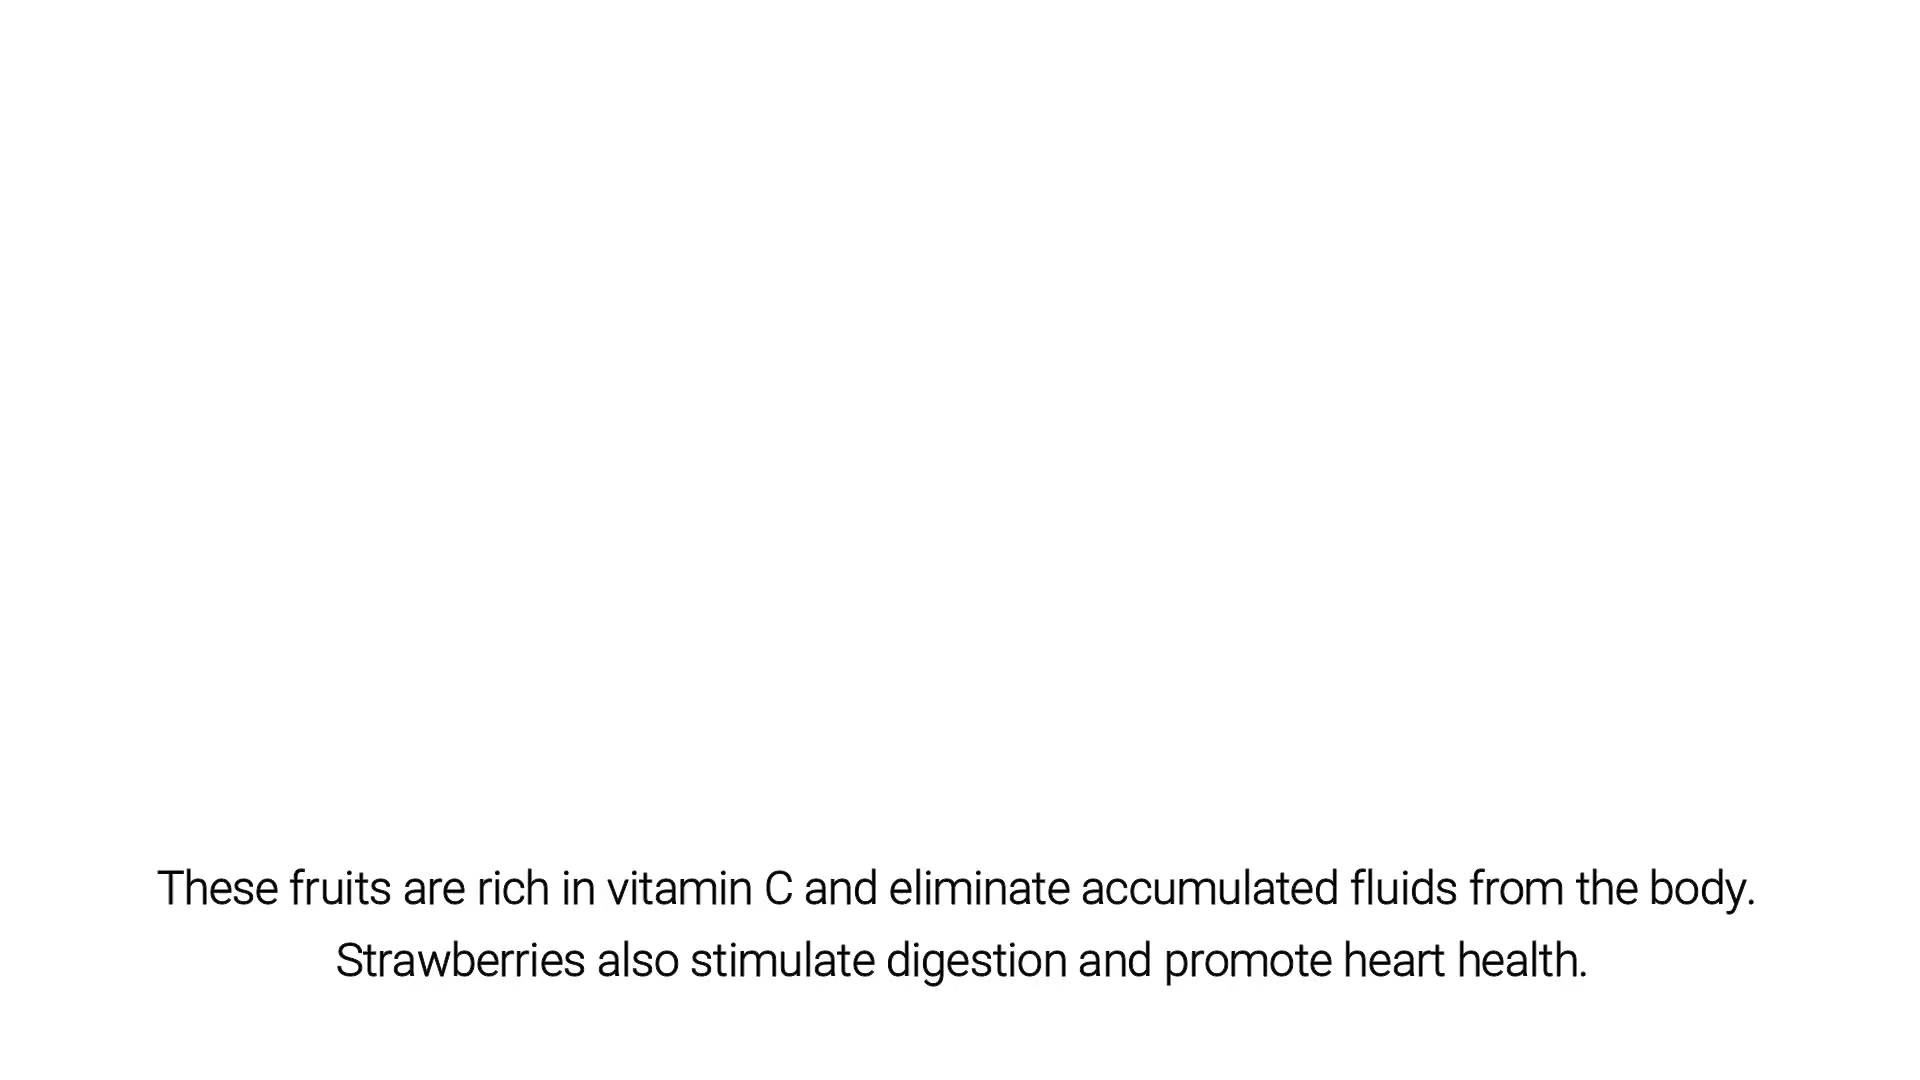 These fruits are rich in vitamin C and eliminate accumulated fluids from the body.
Strawberries also stimulate digestion and promote heart health.